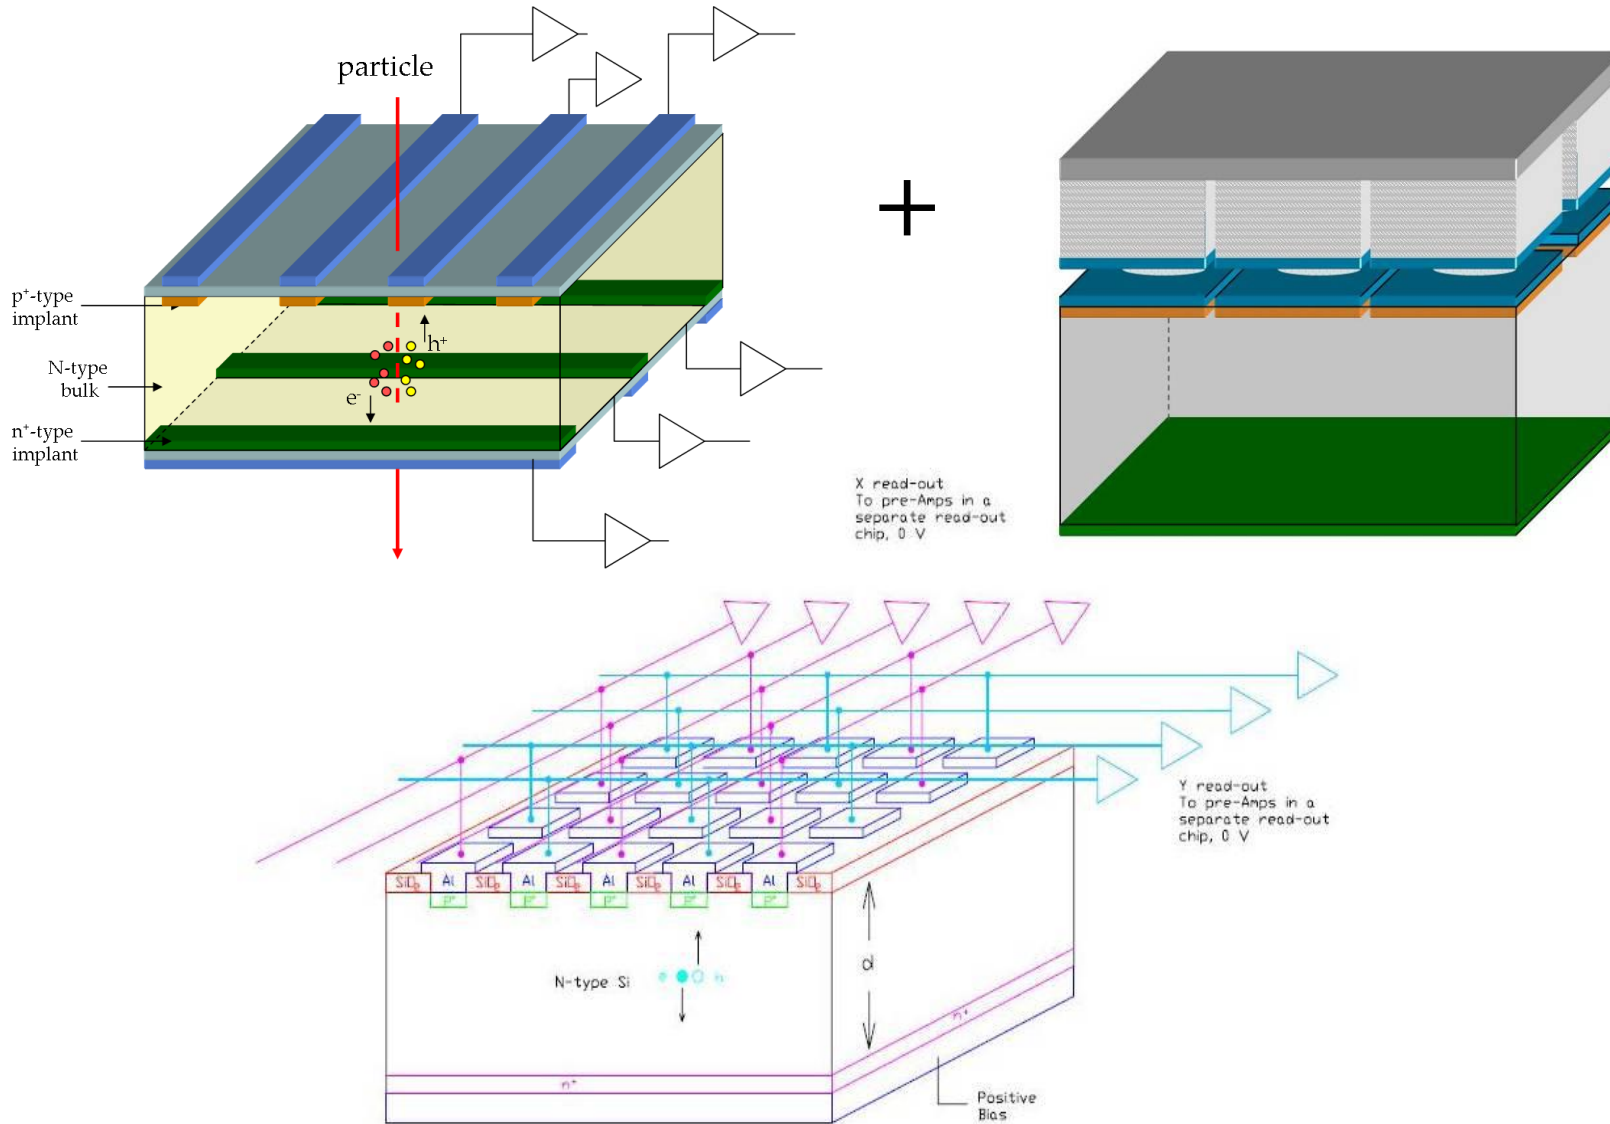 particle
p+-type
implant
h+
N-type
bulk
e-
n+-type
implant
+
X read-out
To pre-Amps in a
separate read-out
chip, 0 V
Y read-out
To pre-Amps in a
separate read-out
chip, 0 V
SiO2 Al SiO2 Al SiO2 Al SiO2 Al SiO2 Al SiO2
P+ P+ P+ P+ P+
d
N-type Si e h
n+
n+
Positive
Bias